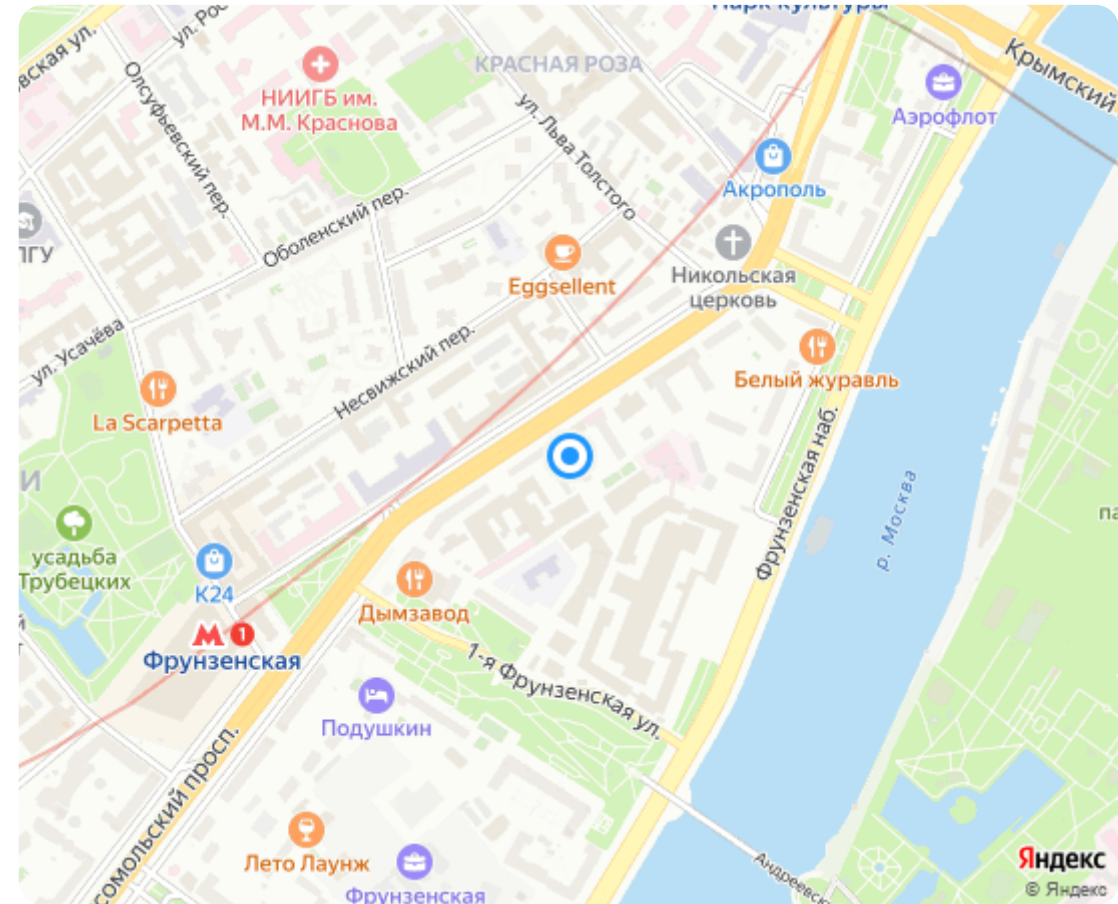 Парк культуры
вская ул.
ул. Рос
Крымский
КРАСНАЯ РОЗА
Олсуфьевский пер.
НИИГБ им.
М.М. Краснова
Аэрофлот
ул. Льва Толстого
Акрополь
Оболенский пер.
ПГУ
Eggsellent
Никольская
церковь
ул. Усачёва
Несвижский пер.
Белый журавль
La Scarpetta
И
Фрунзенская наб.
р. Москва
па
усадьба
Трубецких
К24
й
т
Дымзавод
М 1
Фрунзенская
1-я Фрунзенская ул.
Подушкин
сомольский просп.
Лето Лаунж
Андреевск
Фрунзенская
Яндекс
© Яндекс